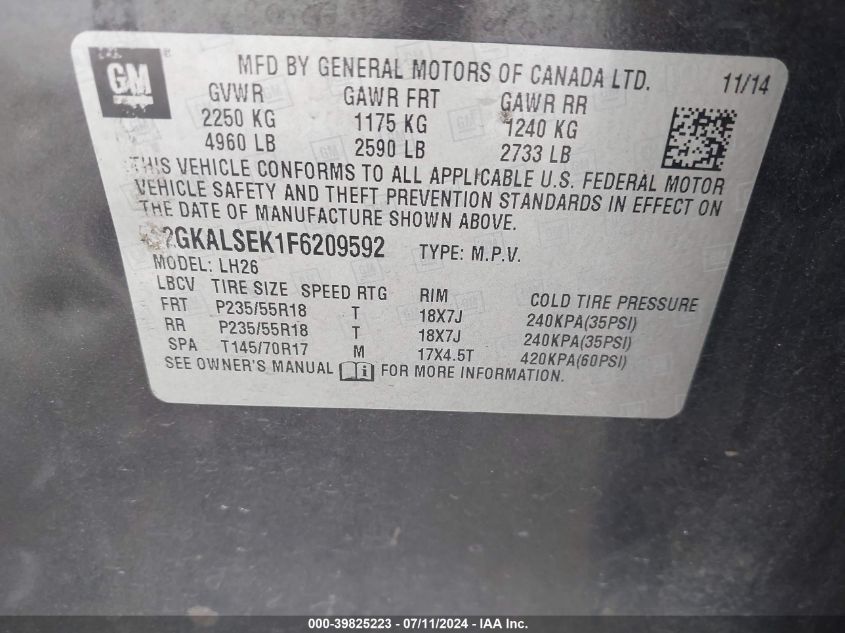 GM
MFD BY GENERAL MOTORS OF CANADA LTD. 11/14
GVWR GAWR FRT GAWR RR
2250 KG 1175 KG 1240 KG
4960 LB 2590 LB 2733 LB
THIS VEHICLE CONFORMS TO ALL APPLICABLE U.S. FEDERAL MOTOR
VEHICLE SAFETY AND THEFT PREVENTION STANDARDS IN EFFECT ON
THE DATE OF MANUFACTURE SHOWN ABOVE.
2GKALSEK1F6209592 TYPE: M.P.V.
MODEL: LH26
LBCV TIRE SIZE SPEED RTG RIM COLD TIRE PRESSURE
FRT P235/55R18 T 18X7J 240KPA(35PSI)
RR P235/55R18 T 18X7J 240KPA(35PSI)
SPA T145/70R17 M 17X4.5T 420KPA(60PSI)
SEE OWNER'S MANUAL i FOR MORE INFORMATION.
000-39825223 - 07/11/2024 - IAA Inc.